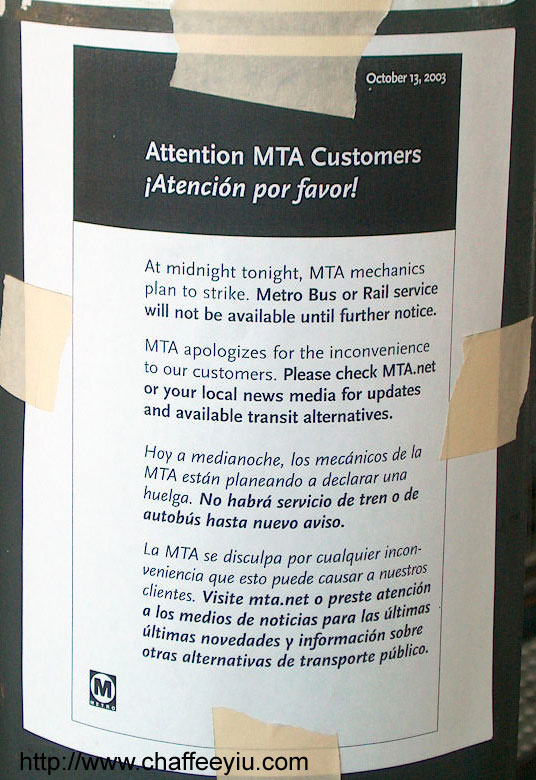 October 13, 2003
Attention MTA Customers
¡Atención por favor!
At midnight tonight, MTA mechanics
plan to strike. Metro Bus or Rail service
will not be available until further notice.
MTA apologizes for the inconvenience
to our customers. Please check MTA.net
or your local news media for updates
and available transit alternatives.
Hoy a medianoche, los mecánicos de la
MTA están planeando a declarar una
huelga. No habrá servicio de tren o de
autobús hasta nuevo aviso.
La MTA se disculpa por cualquier incon-
veniencia que esto puede causar a nuestros
clientes. Visite mta.net o preste atención
a los medios de noticias para las últimas
últimas novedades y información sobre
otras alternativas de transporte público.
M
METRO
http://www.chaffeeyiu.com